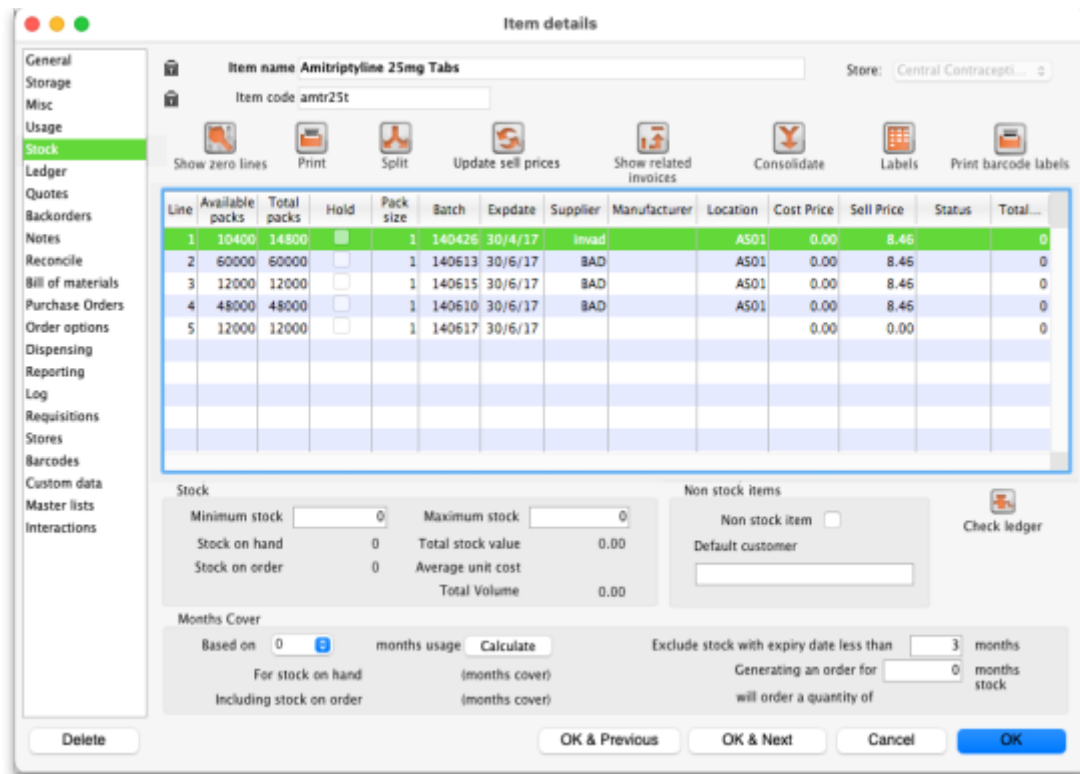 Item details
General
Storage
Misc
Usage
Stock
Ledger
Quotes
Backorders
Notes
Reconcile
Bill of materials
Purchase Orders
Order options
Dispensing
Reporting
Log
Requisitions
Stores
Barcodes
Custom data
Master lists
Interactions
Item name Amitriptyline 25mg Tabs
Store: Central Contracepti...
Item code amtr25t
Show zero lines Print Split Update sell prices Show related invoices Consolidate Labels Print barcode labels
Line Available packs Total packs Hold Pack size Batch Expdate Supplier Manufacturer Location Cost Price Sell Price Status Total...
1 10400 14800 1 140426 30/4/17 invad AS01 0.00 8.46 0
2 60000 60000 1 140613 30/6/17 BAD AS01 0.00 8.46 0
3 12000 12000 1 140615 30/6/17 BAD AS01 0.00 8.46 0
4 48000 48000 1 140610 30/6/17 BAD AS01 0.00 8.46 0
5 12000 12000 1 140617 30/6/17 0.00 0.00 0
Stock
Minimum stock 0 Maximum stock 0
Stock on hand 0 Total stock value 0.00
Stock on order 0 Average unit cost
Total Volume 0.00
Non stock items
Non stock item
Default customer
Check ledger
Months Cover
Based on 0 months usage Calculate
For stock on hand (months cover)
Including stock on order (months cover)
Exclude stock with expiry date less than 3 months
Generating an order for 0 months stock
will order a quantity of
Delete OK & Previous OK & Next Cancel OK